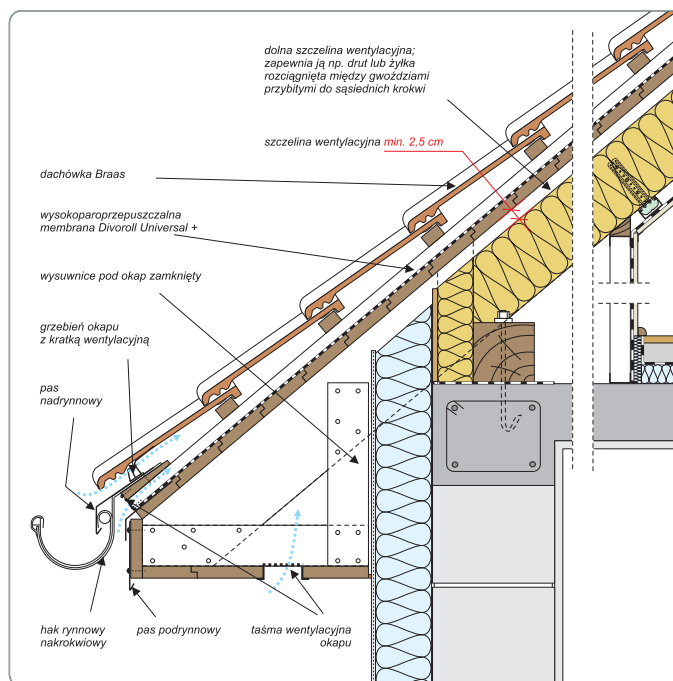 dolna szczelina wentylacyjna;
zapewnia ją np. drut lub żyłka
rozciągnięta między gwoździami
przybitymi do sąsiednich krokwi
szczelina wentylacyjna min. 2,5 cm
dachówka Braas
wysokoparoprzepuszczalna
membrana Divoroll Universal +
wysuwnice pod okap zamknięty
grzebień okapu
z kratką wentylacyjną
pas
nadrynnowy
hak rynnowy
nakrokwiowy
pas podrynnowy
taśma wentylacyjna
okapu